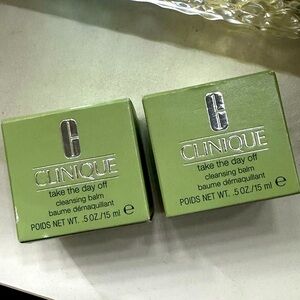 CLINIQUE
take the day off
cleansing balm
baume démaquillant
POIDS NET WT. .5 OZ./15 ml e
CLINIQUE
take the day off
cleansing balm
baume démaquillant
POIDS NET WT. .5 OZ./15 ml e